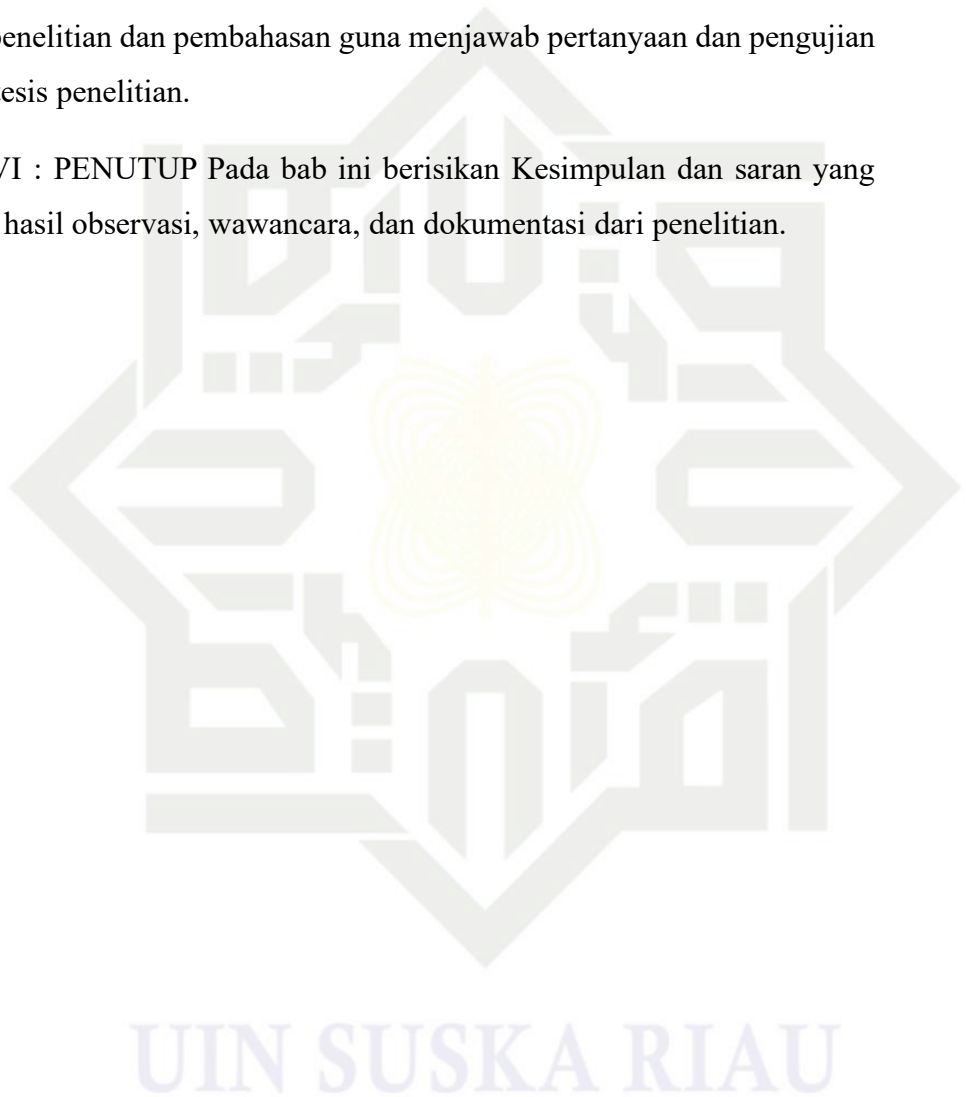 penelitian dan pembahasan guna menjawab pertanyaan dan pengujian
tesis penelitian.
VI : PENUTUP Pada bab ini berisikan Kesimpulan dan saran yang
hasil observasi, wawancara, dan dokumentasi dari penelitian.
UIN SUSKA RIAU